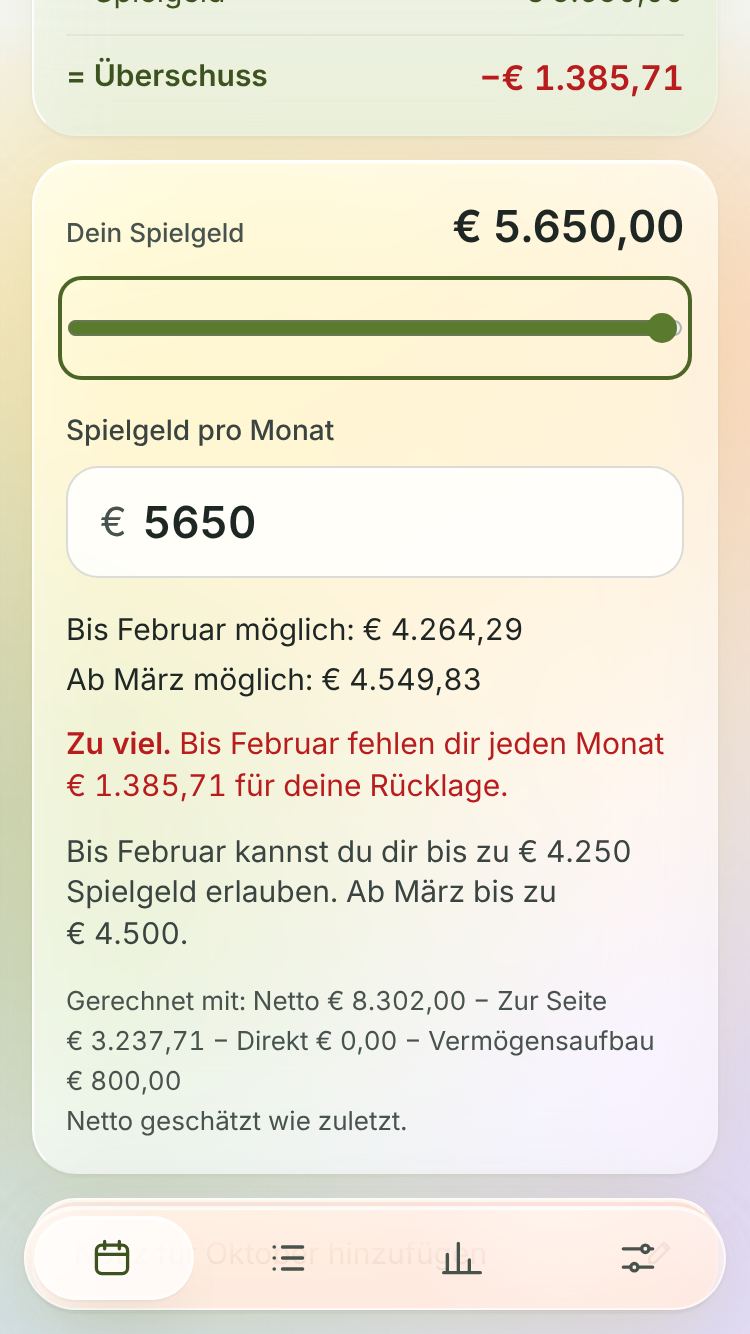 = Überschuss
−€ 1.385,71
Dein Spielgeld
€ 5.650,00
Spielgeld pro Monat
€ 5650
Bis Februar möglich: € 4.264,29
Ab März möglich: € 4.549,83
Zu viel. Bis Februar fehlen dir jeden Monat
€ 1.385,71 für deine Rücklage.
Bis Februar kannst du dir bis zu € 4.250
Spielgeld erlauben. Ab März bis zu
€ 4.500.
Gerechnet mit: Netto € 8.302,00 − Zur Seite
€ 3.237,71 − Direkt € 0,00 − Vermögensaufbau
€ 800,00
Netto geschätzt wie zuletzt.
für Oktober hinzufügen